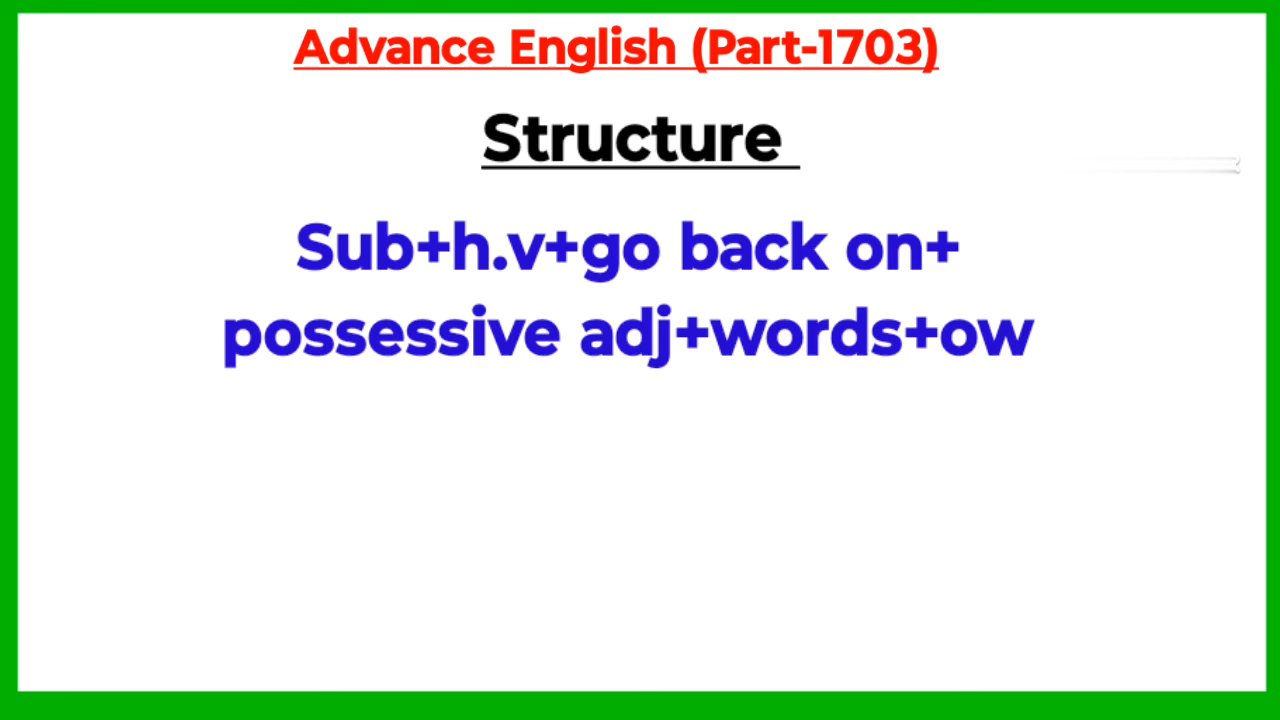 Advance English (Part-1703)
Structure
Sub+h.v+go back on+
possessive adj+words+ow